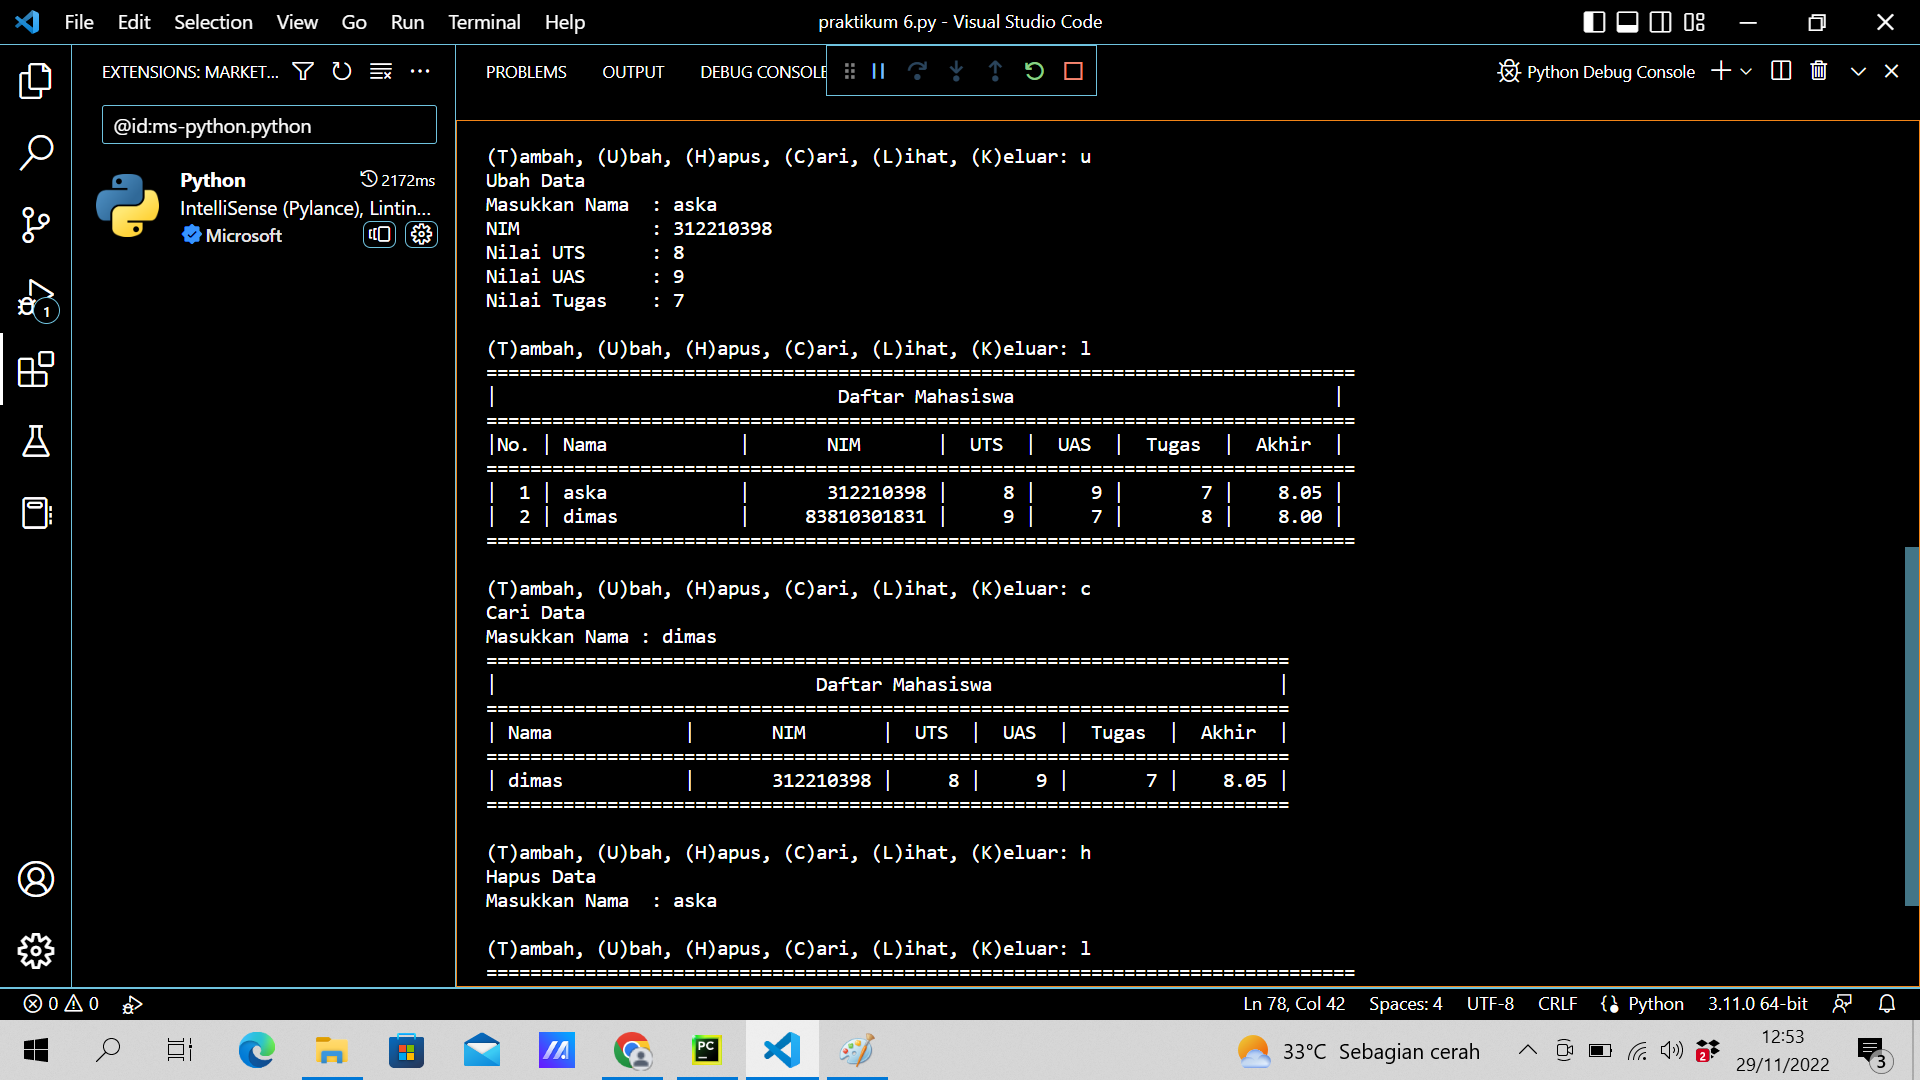 File Edit Selection View Go Run Terminal Help
praktikum 6.py - Visual Studio Code
EXTENSIONS: MARKET...
@id:ms-python.python
Python 2172ms
IntelliSense (Pylance), Lintin...
Microsoft
1
PROBLEMS OUTPUT DEBUG CONSOLE
Python Debug Console
(T)ambah, (U)bah, (H)apus, (C)ari, (L)ihat, (K)eluar: u
Ubah Data
Masukkan Nama : aska
NIM : 312210398
Nilai UTS : 8
Nilai UAS : 9
Nilai Tugas : 7
(T)ambah, (U)bah, (H)apus, (C)ari, (L)ihat, (K)eluar: l
===============================================================================
| Daftar Mahasiswa |
===============================================================================
|No. | Nama | NIM | UTS | UAS | Tugas | Akhir |
===============================================================================
| 1 | aska | 312210398 | 8 | 9 | 7 | 8.05 |
| 2 | dimas | 83810301831 | 9 | 7 | 8 | 8.00 |
===============================================================================
(T)ambah, (U)bah, (H)apus, (C)ari, (L)ihat, (K)eluar: c
Cari Data
Masukkan Nama : dimas
=========================================================================
| Daftar Mahasiswa |
=========================================================================
| Nama | NIM | UTS | UAS | Tugas | Akhir |
=========================================================================
| dimas | 312210398 | 8 | 9 | 7 | 8.05 |
=========================================================================
(T)ambah, (U)bah, (H)apus, (C)ari, (L)ihat, (K)eluar: h
Hapus Data
Masukkan Nama : aska
(T)ambah, (U)bah, (H)apus, (C)ari, (L)ihat, (K)eluar: l
===============================================================================
0 0
Ln 78, Col 42 Spaces: 4 UTF-8 CRLF Python 3.11.0 64-bit
PC
33°C Sebagian cerah
2
12:53
29/11/2022
3